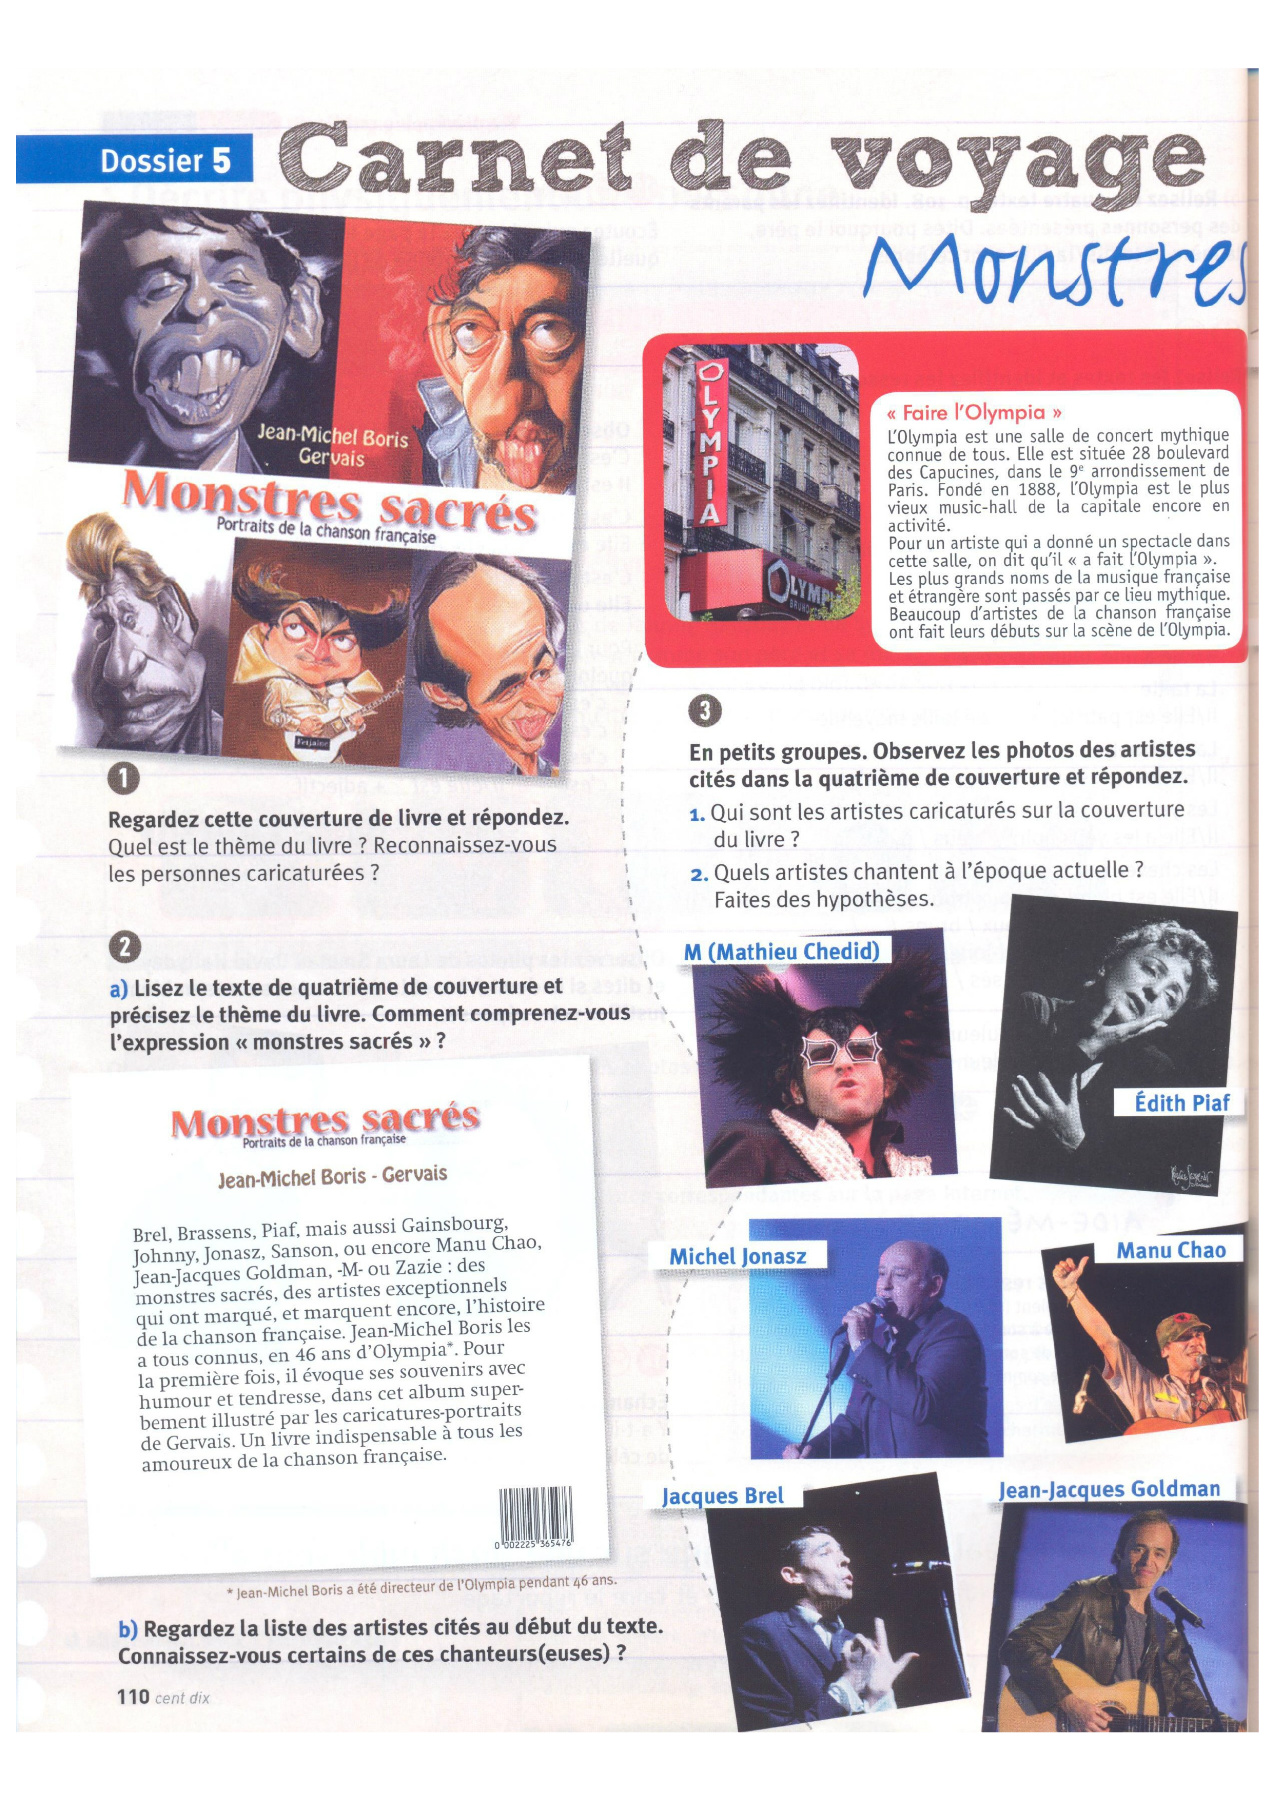 Dossier 5
Carnet de voyage
Monstres
Jean-Michel Boris
Gervais
Monstres sacrés
Portraits de la chanson française
1
Regardez cette couverture de livre et répondez.
Quel est le thème du livre ? Reconnaissez-vous
les personnes caricaturées ?
2
a) Lisez le texte de quatrième de couverture et
précisez le thème du livre. Comment comprenez-vous
l'expression « monstres sacrés » ?
Monstres sacrés
Portraits de la chanson française
Jean-Michel Boris - Gervais
Brel, Brassens, Piaf, mais aussi Gainsbourg,
Johnny, Jonasz, Sanson, ou encore Manu Chao,
Jean-Jacques Goldman, -M- ou Zazie : des
monstres sacrés, des artistes exceptionnels
qui ont marqué, et marquent encore, l'histoire
de la chanson française. Jean-Michel Boris les
a tous connus, en 46 ans d'Olympia*. Pour
la première fois, il évoque ses souvenirs avec
humour et tendresse, dans cet album super-
bement illustré par les caricatures-portraits
de Gervais. Un livre indispensable à tous les
amoureux de la chanson française.
0 002225 365476
* Jean-Michel Boris a été directeur de l'Olympia pendant 46 ans.
b) Regardez la liste des artistes cités au début du texte.
Connaissez-vous certains de ces chanteurs(euses) ?
110 cent dix
OLYMPIA
OLYMPIA
« Faire l'Olympia »
L'Olympia est une salle de concert mythique
connue de tous. Elle est située 28 boulevard
des Capucines, dans le 9e arrondissement de
Paris. Fondé en 1888, l'Olympia est le plus
vieux music-hall de la capitale encore en
activité.
Pour un artiste qui a donné un spectacle dans
cette salle, on dit qu'il « a fait l'Olympia ».
Les plus grands noms de la musique française
et étrangère sont passés par ce lieu mythique.
Beaucoup d'artistes de la chanson française
ont fait leurs débuts sur la scène de l'Olympia.
3
En petits groupes. Observez les photos des artistes
cités dans la quatrième de couverture et répondez.
1. Qui sont les artistes caricaturés sur la couverture
du livre ?
2. Quels artistes chantent à l'époque actuelle ?
Faites des hypothèses.
M (Mathieu Chedid)
Édith Piaf
Michel Jonasz
Manu Chao
Jacques Brel
Jean-Jacques Goldman